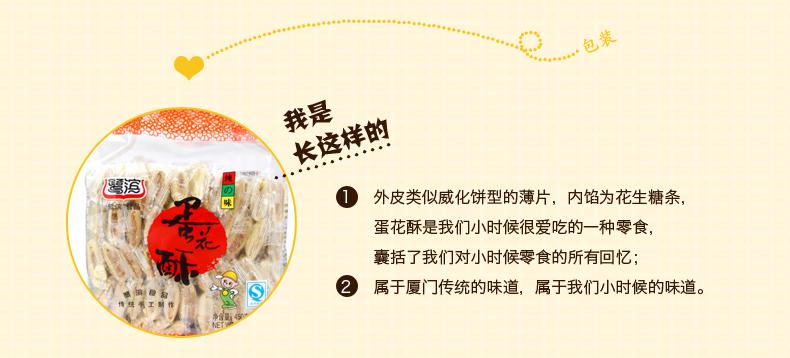 包装
我是
长这样的
1 外皮类似威化饼型的薄片，内馅为花生糖条，
蛋花酥是我们小时候很爱吃的一种零食，
囊括了我们对小时候零食的所有回忆；
2 属于厦门传统的味道，属于我们小时候的味道。
鹭滨
の味
蛋花
酥
传统手工制作